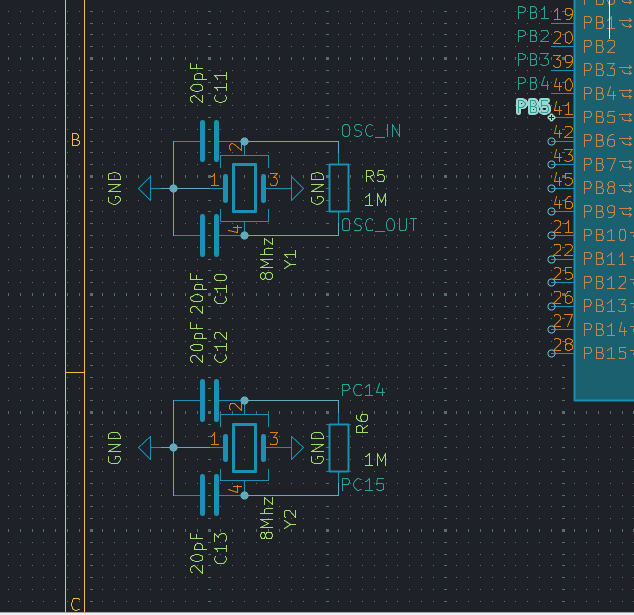 PB1 19
PB1
PB2 20
PB2
PB3 39
PB3
PB4 40
PB4
PB5 41
PB5
42 PB6
43 PB7
45 PB8
46 PB9
21 PB10
22 PB11
25 PB12
26 PB13
27 PB14
28 PB15
B
20pF
C11
OSC_IN
2
GND
1
3
GND
R5
1M
OSC_OUT
4
8Mhz
Y1
20pF
C10
20pF
C12
PC14
2
R6
GND
1
3
GND
1M
PC15
4
8Mhz
Y2
20pF
C13
C